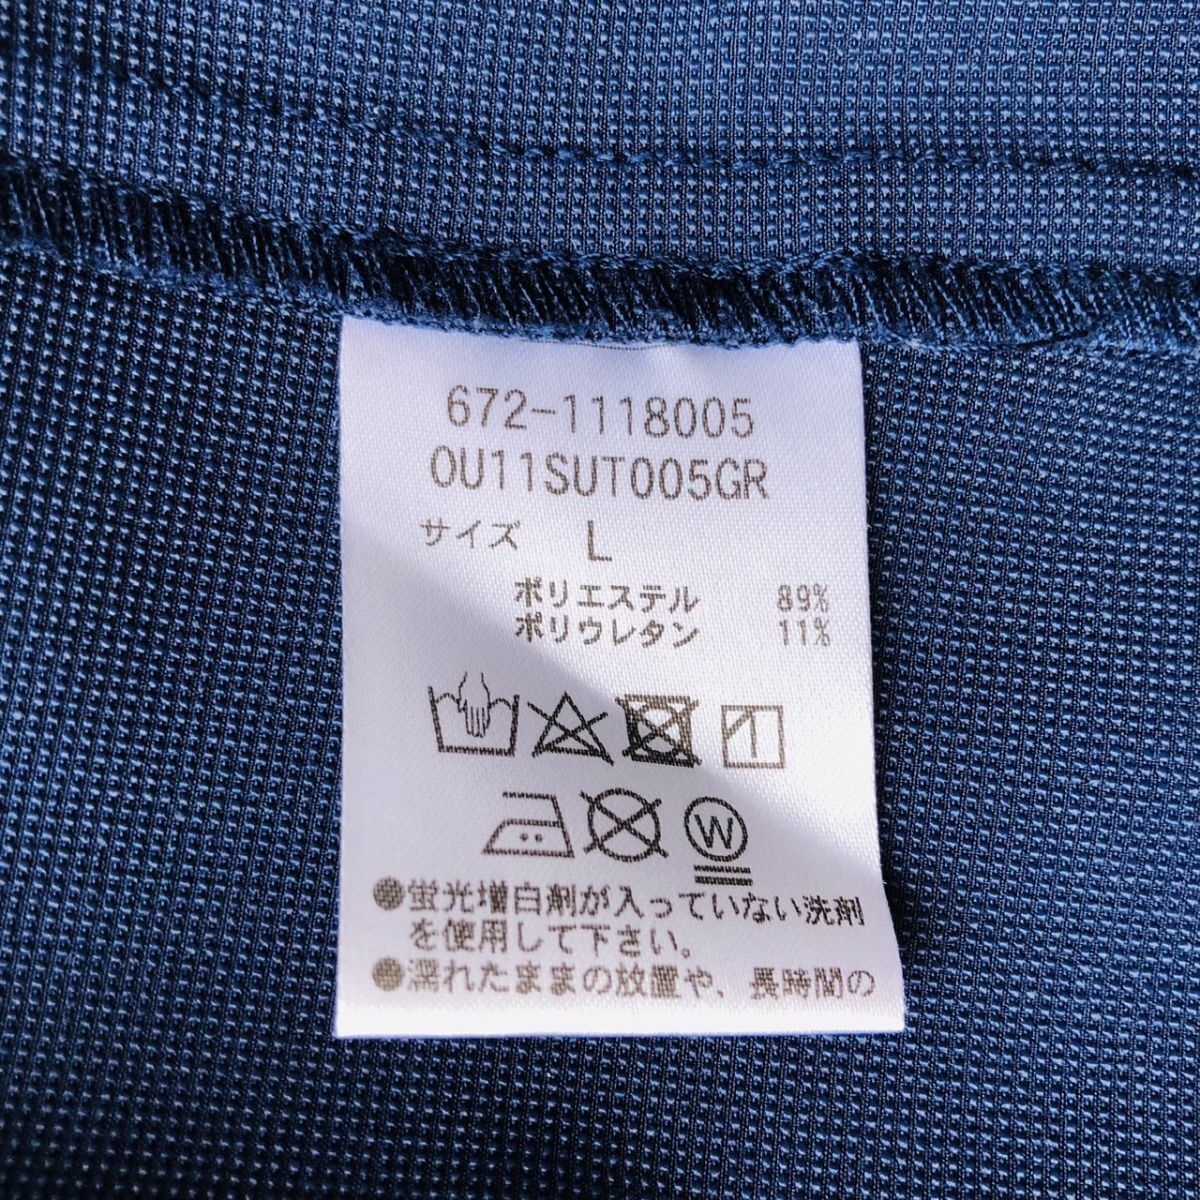 672-1118005
OU11SUT005GR
サイズ L
ポリエステル 89%
ポリウレタン 11%
W
●蛍光増白剤が入っていない洗剤
を使用して下さい。
●濡れたままの放置や、長時間の